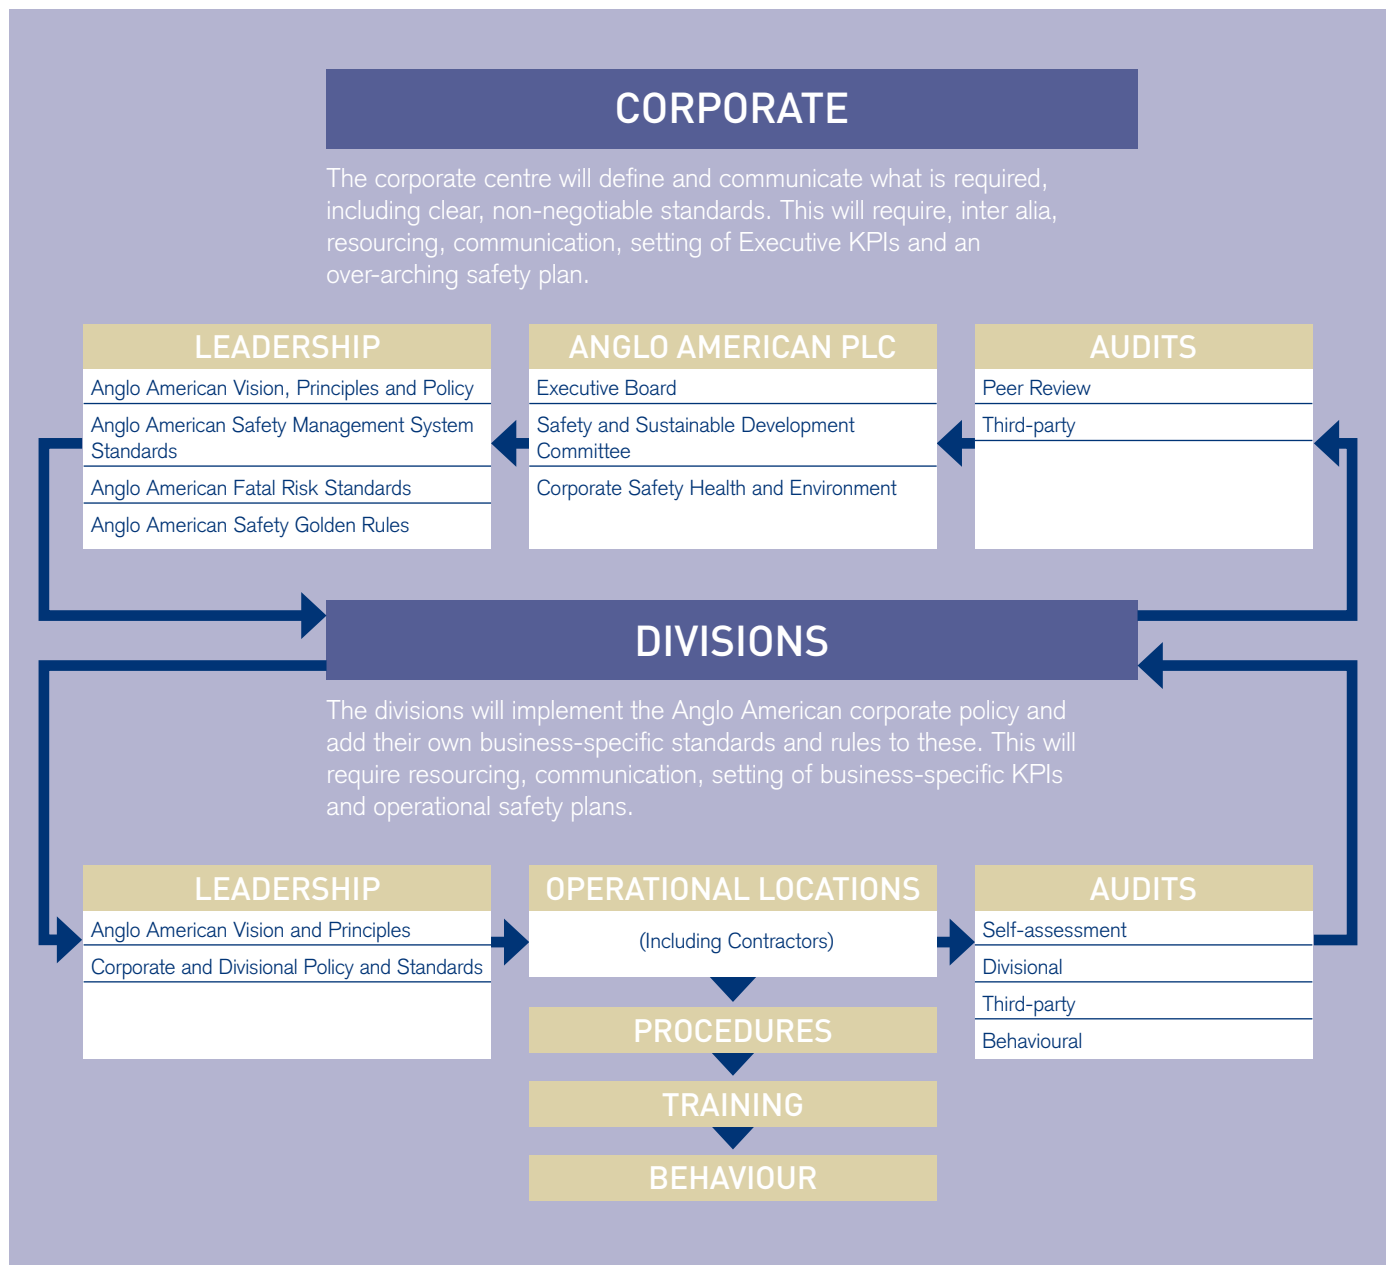 CORPORATE
The corporate centre will define and communicate what is required,
including clear, non-negotiable standards. This will require, inter alia,
resourcing, communication, setting of Executive KPIs and an
over-arching safety plan.
LEADERSHIP
Anglo American Vision, Principles and Policy
Anglo American Safety Management System
Standards
Anglo American Fatal Risk Standards
Anglo American Safety Golden Rules
ANGLO AMERICAN PLC
Executive Board
Safety and Sustainable Development
Committee
Corporate Safety Health and Environment
AUDITS
Peer Review
Third-party
DIVISIONS
The divisions will implement the Anglo American corporate policy and
add their own business-specific standards and rules to these. This will
require resourcing, communication, setting of business-specific KPIs
and operational safety plans.
LEADERSHIP
Anglo American Vision and Principles
Corporate and Divisional Policy and Standards
OPERATIONAL LOCATIONS
(Including Contractors)
PROCEDURES
TRAINING
BEHAVIOUR
AUDITS
Self-assessment
Divisional
Third-party
Behavioural